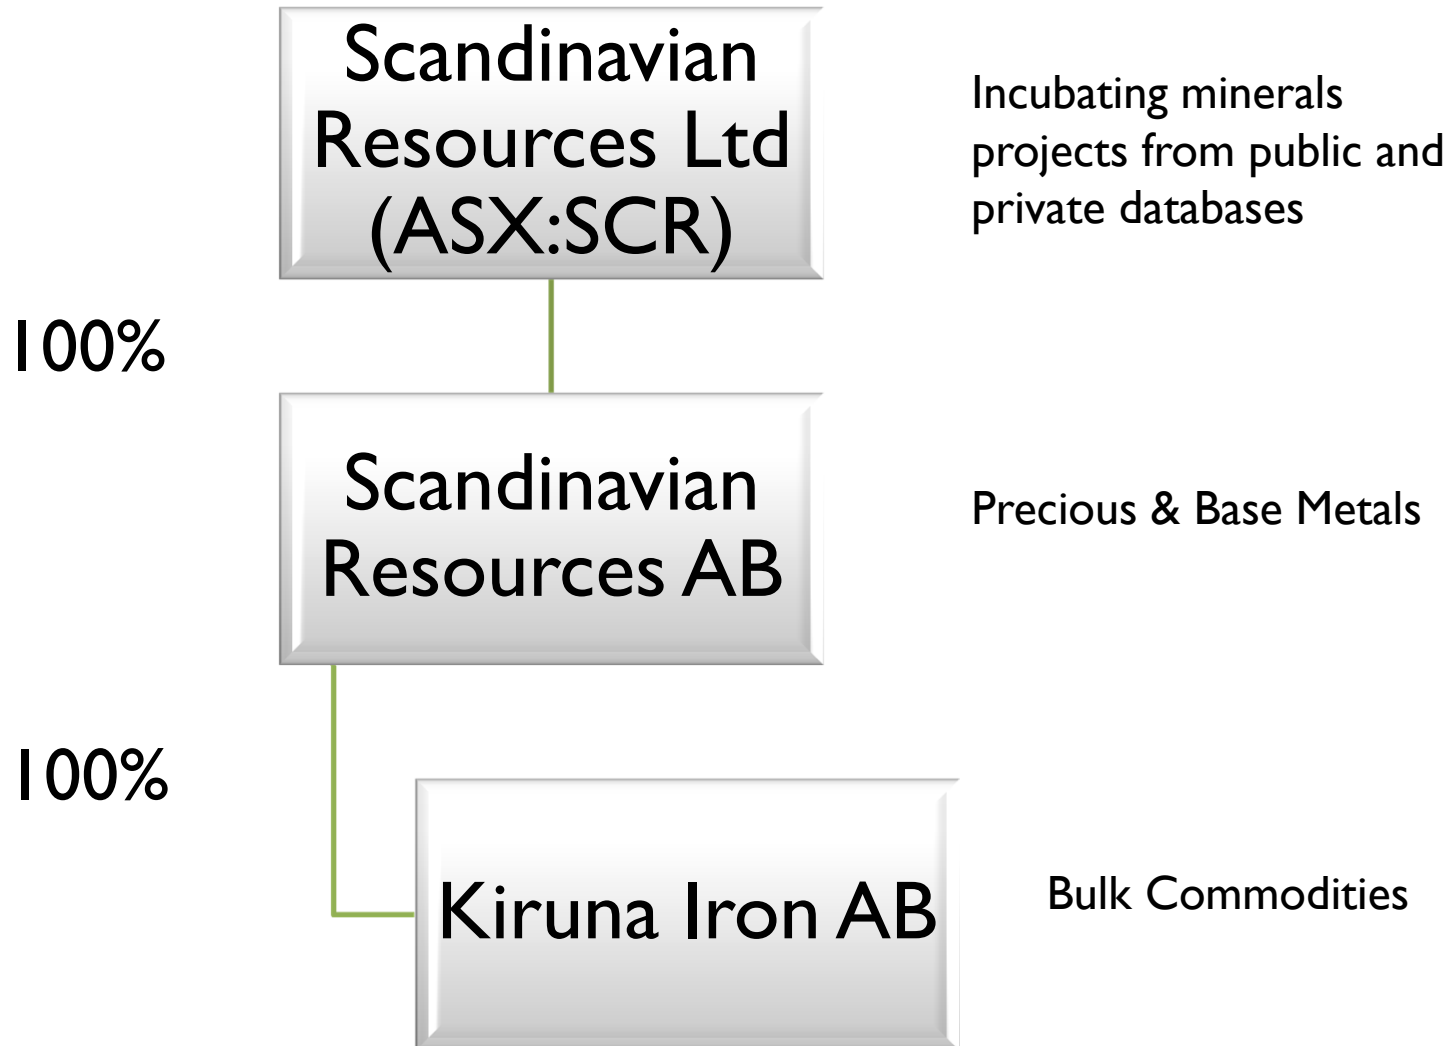 Scandinavian
Resources Ltd
(ASX:SCR)
Incubating minerals
projects from public and
private databases
100%
Scandinavian
Resources AB
Precious & Base Metals
100%
Kiruna Iron AB
Bulk Commodities